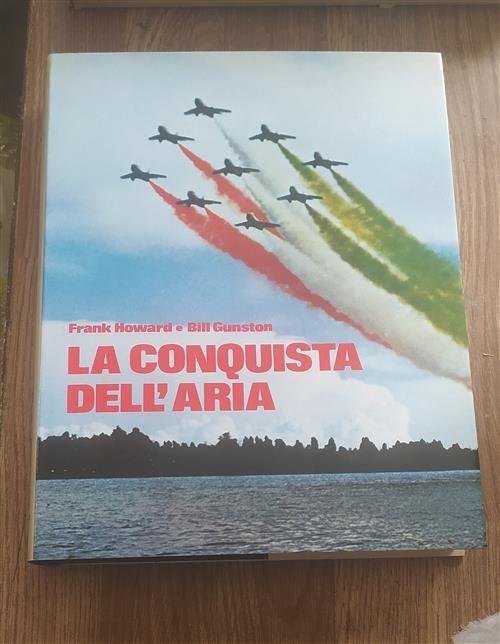 Frank Howard e Bill Gunston
LA CONQUISTA
DELL'ARIA